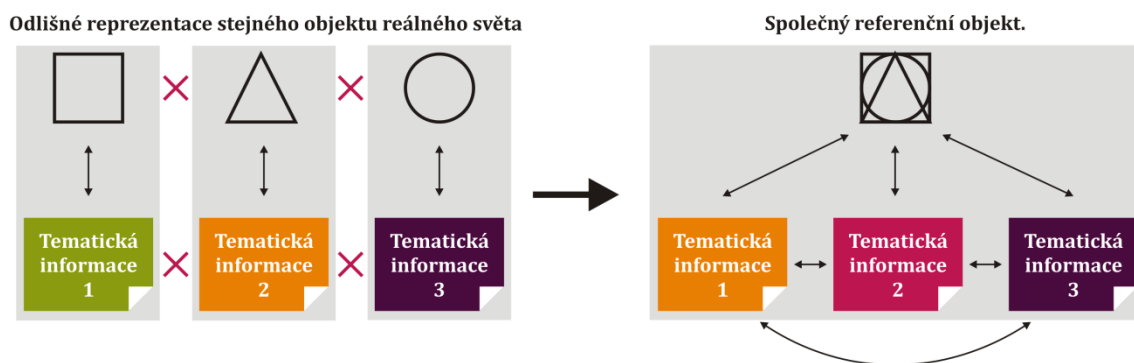 Odlišné reprezentace stejného objektu reálného světa
Společný referenční objekt.
Tematická
informace
1
Tematická
informace
2
Tematická
informace
3
Tematická
informace
1
Tematická
informace
2
Tematická
informace
3